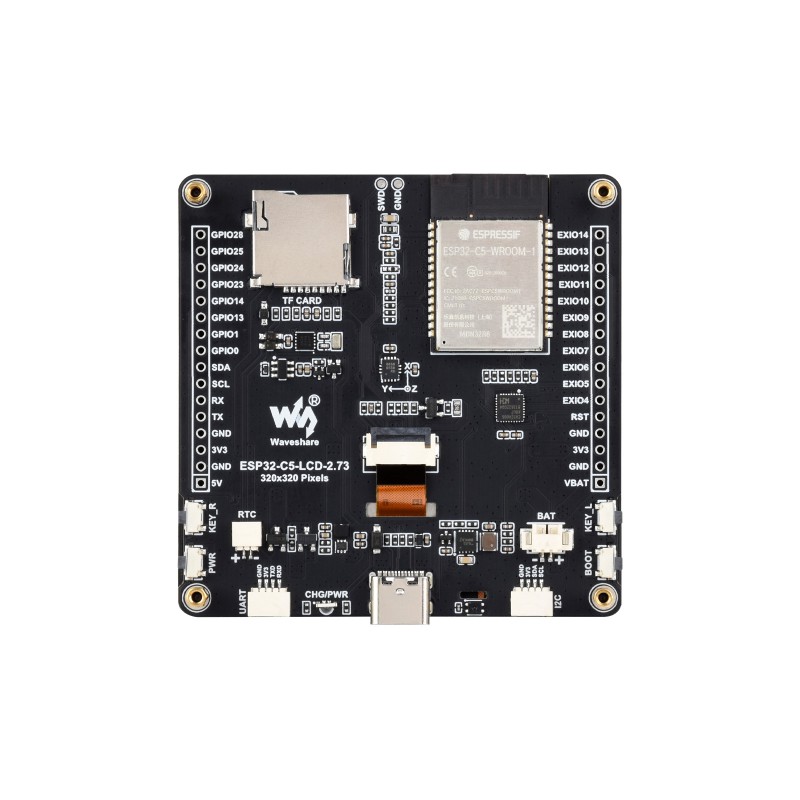 SWD
GND
GPIO28
GPIO25
GPIO24
GPIO23
GPIO14
GPIO13
GPIO1
GPIO0
SDA
SCL
RX
TX
GND
3V3
GND
5V
TF CARD
ESPRESSIF
ESP32-C5-WROOM-1
CE
EXIO14
EXIO13
EXIO12
EXIO11
EXIO10
EXIO9
EXIO8
EXIO7
EXIO6
EXIO5
EXIO4
RST
GND
3V3
GND
VBAT
X
Y Z
®
Waveshare
ESP32-C5-LCD-2.73
320x320 Pixels
KEY_R
RTC
+ -
PWR
GND
3V3
TXD
RXD
UART
CHG/PWR
BAT
- +
KEY_L
BOOT
GND
3V3
SDA
SCL
I2C